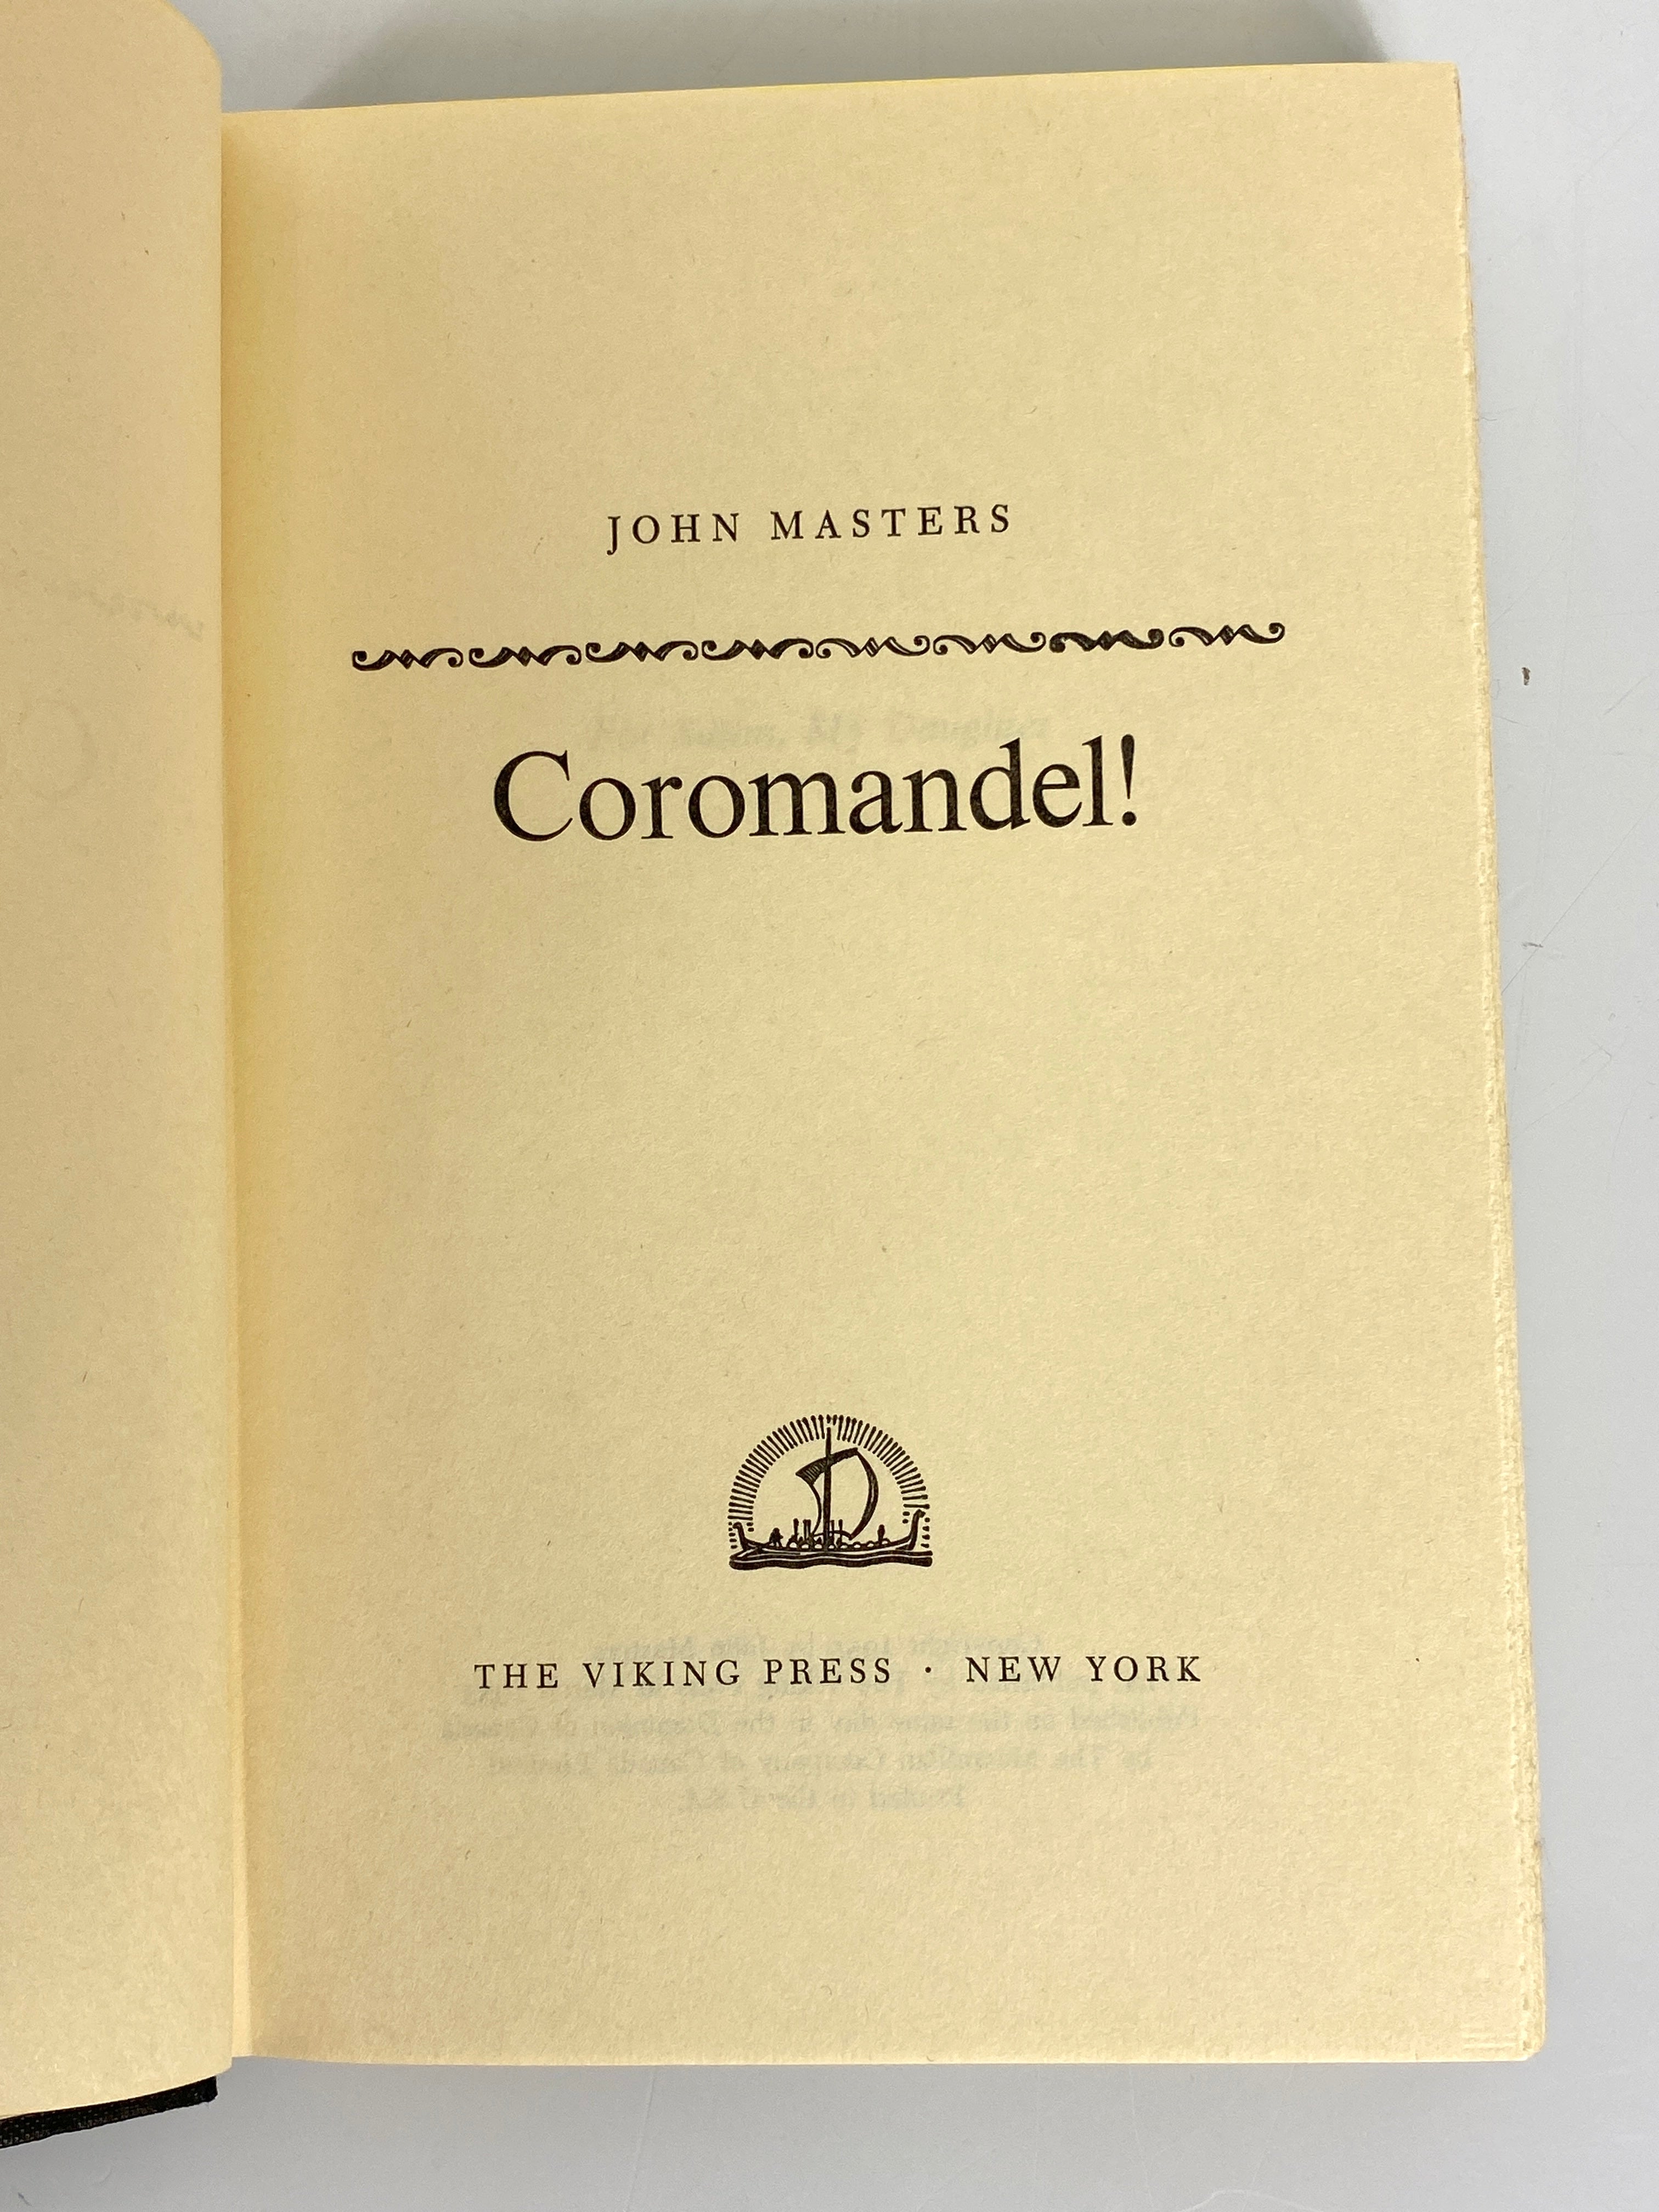 JOHN MASTERS
Coromandel!
THE VIKING PRESS · NEW YORK